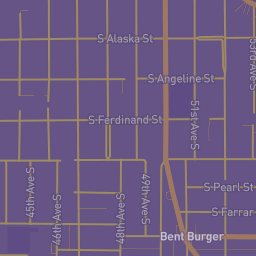 S Alaska St
53rd Ave S
S Angeline St
S Ferdinand St
51st Ave S
45th Ave S
46th Ave S
48th Ave S
49th Ave S
S Pearl St
S Farrar
Bent Burger